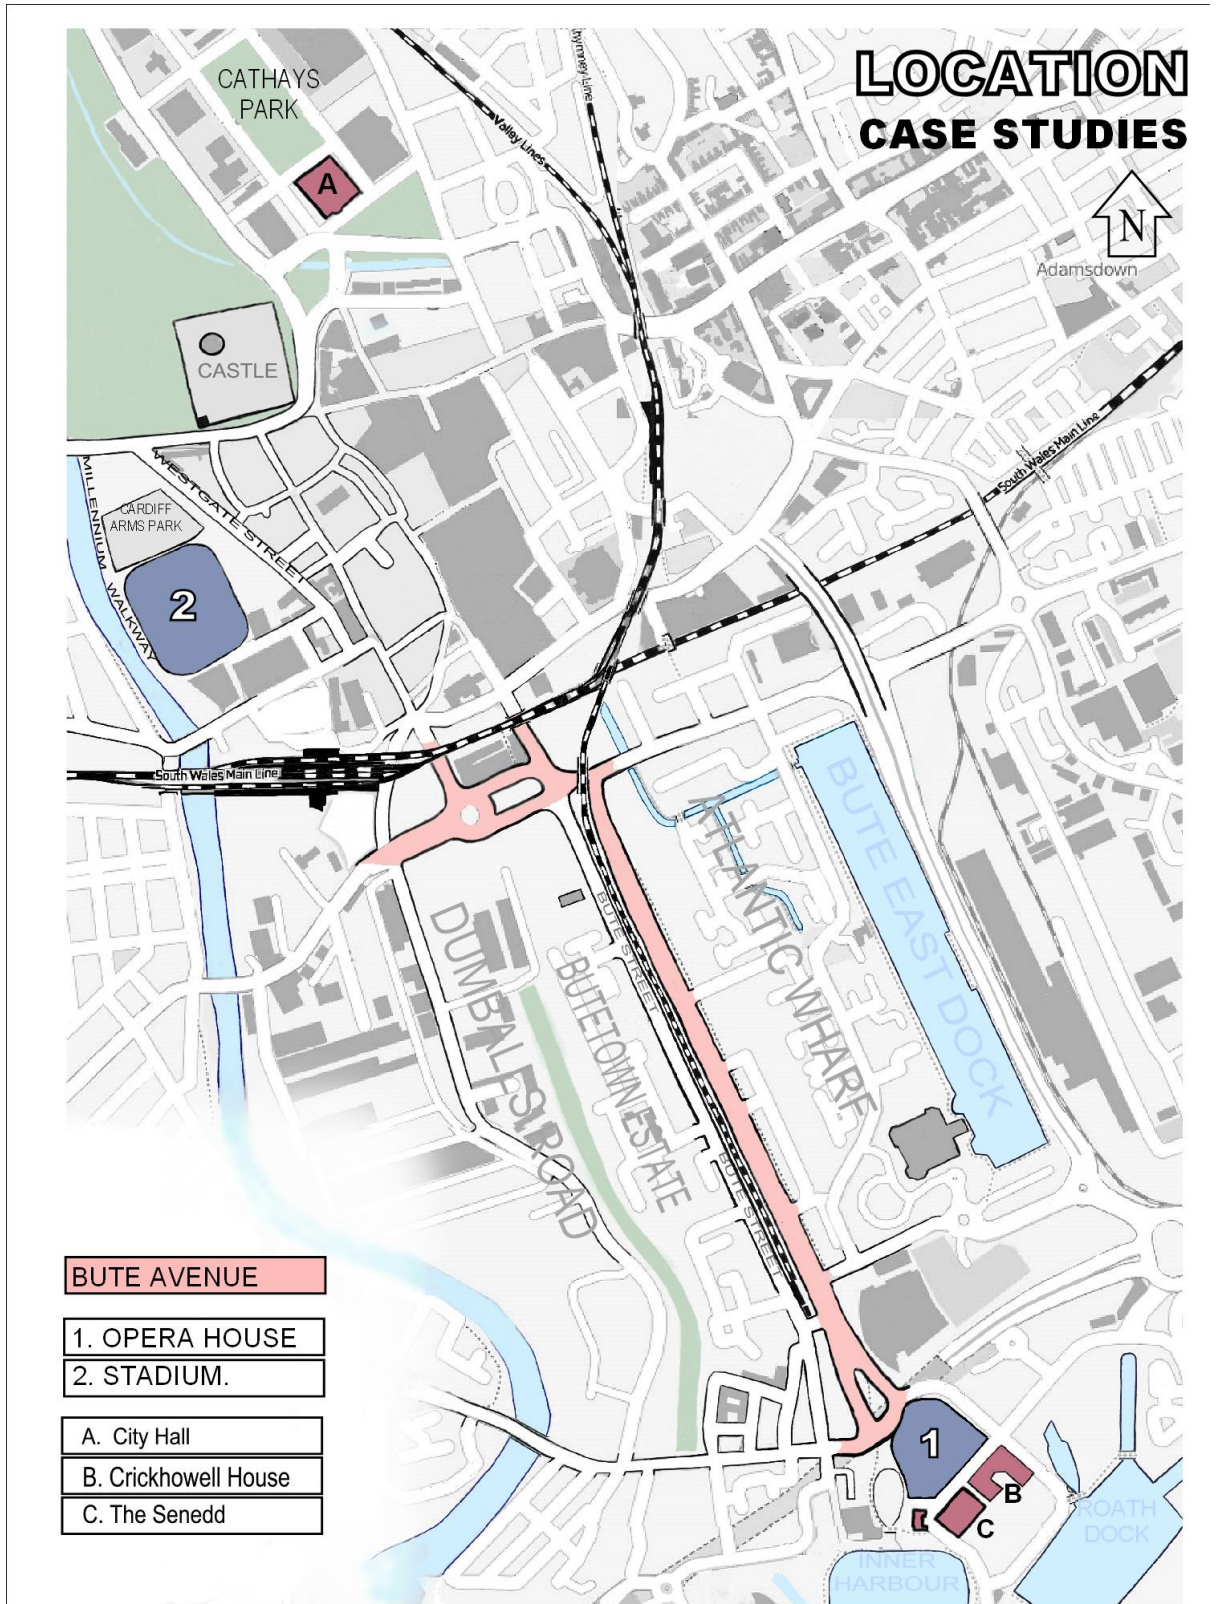 LOCATION
CASE STUDIES
N
Adamsdown
CATHAYS
PARK
A
Valley Lines
Rhymney Line
CASTLE
South Wales Main Line
MILLENNIUM WALKWAY
WESTGATE STREET
CARDIFF
ARMS PARK
2
South Wales Main Line
BUTE EAST DOCK
ATLANTIC WHARF
BUTE STREET
DUMBALLS ROAD
BUTETOWN ESTATE
BUTE STREET
BUTE AVENUE
1. OPERA HOUSE
2. STADIUM.
A. City Hall
B. Crickhowell House
C. The Senedd
1
B
C
ROATH
DOCK
INNER
HARBOUR